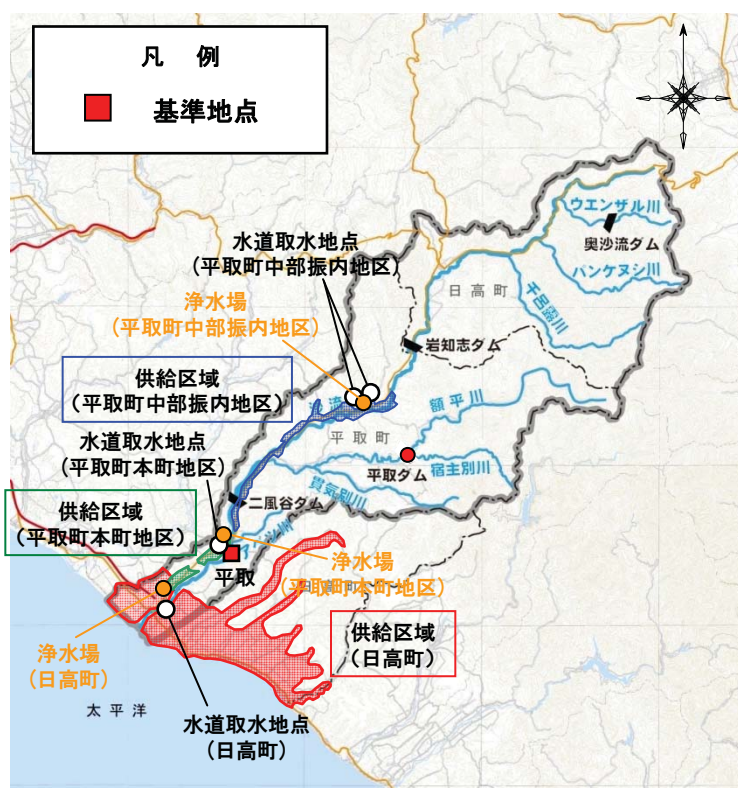 凡 例
基準地点
ウエンザル川
奥沙流ダム
水道取水地点
(平取町中部振内地区)
パンケヌシ川
日高町
千呂露川
浄水場
(平取町中部振内地区)
岩知志ダム
供給区域
(平取町中部振内地区)
額平川
水道取水地点
(平取町本町地区)
平取町
平取ダム
宿主別川
貫気別川
二風谷ダム
供給区域
(平取町本町地区)
平取
浄水場
(平取町本町地区)
供給区域
(日高町)
浄水場
(日高町)
太平洋
水道取水地点
(日高町)